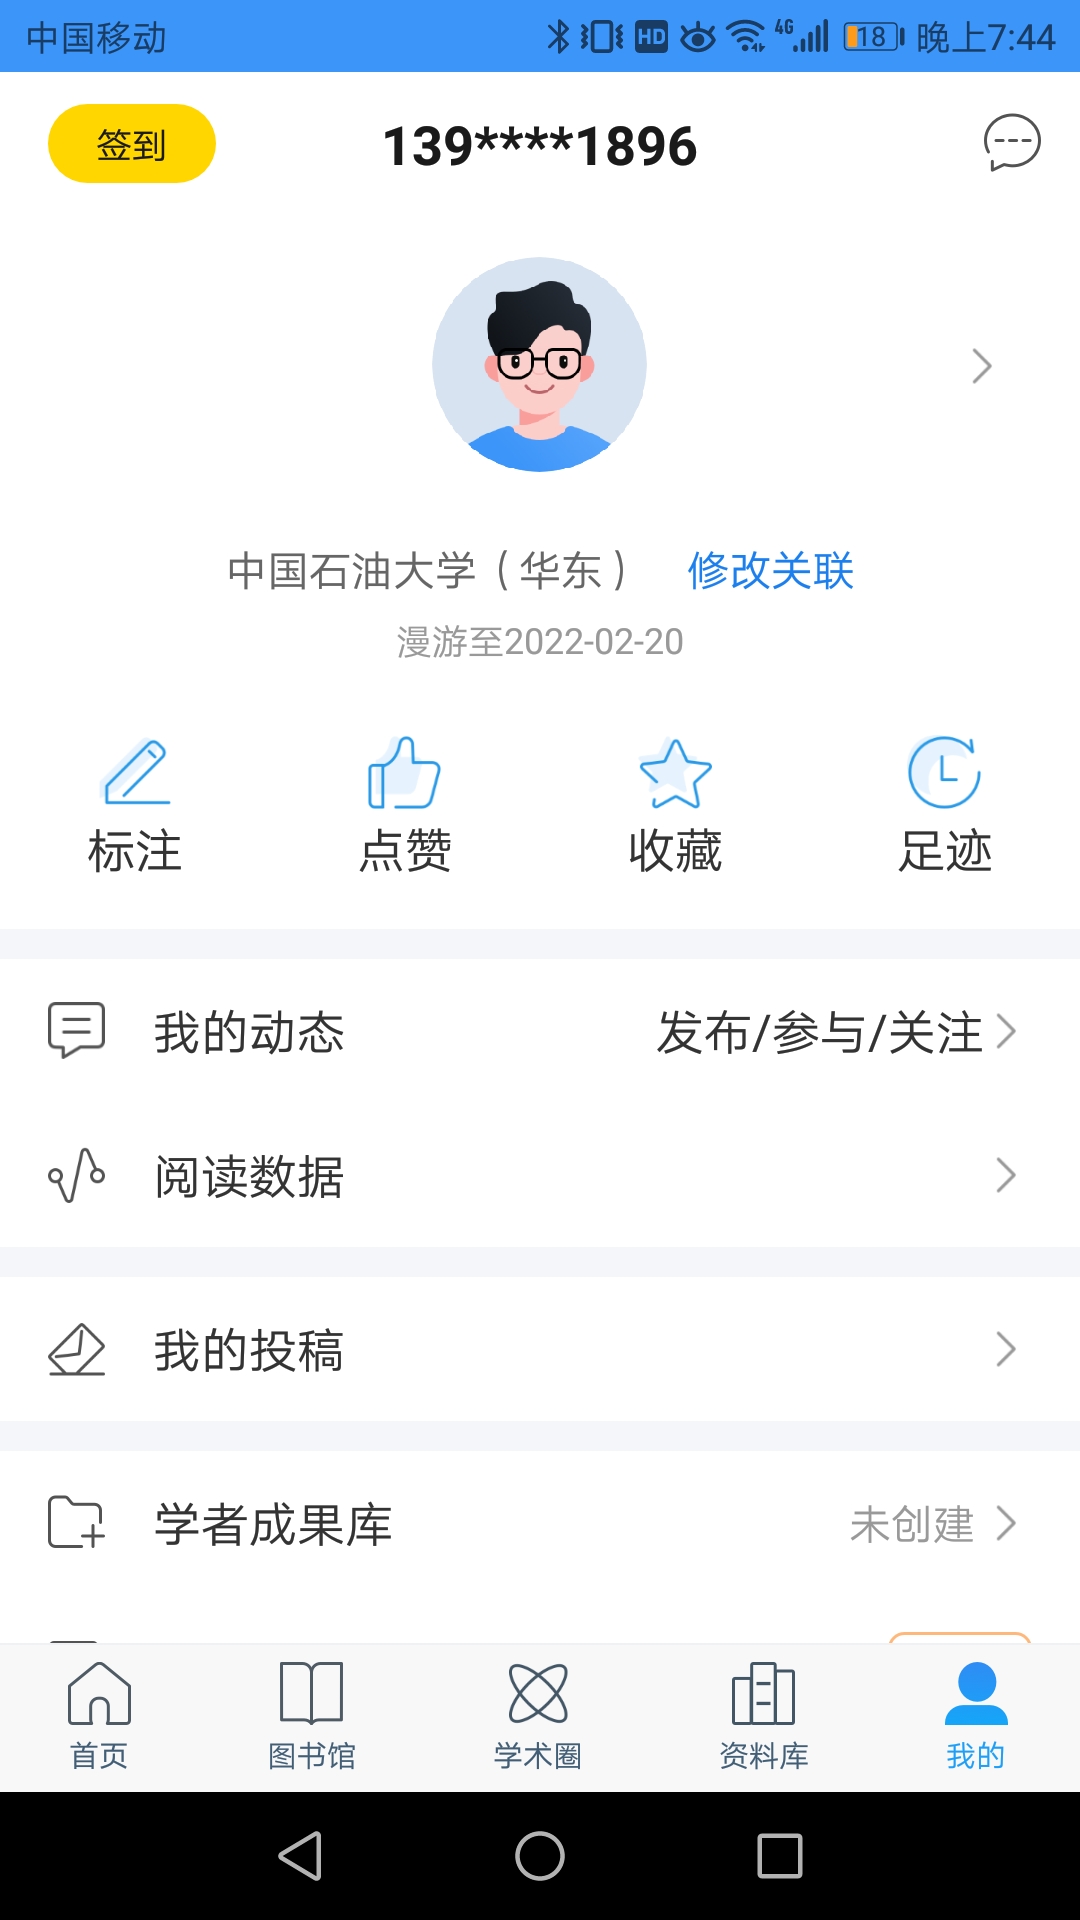 中国移动 HD 4G 18 晚上7:44
签到 139****1896
中国石油大学（华东） 修改关联
漫游至2022-02-20
标注 点赞 收藏 足迹
我的动态 发布/参与/关注
阅读数据
我的投稿
学者成果库 未创建
首页 图书馆 学术圈 资料库 我的